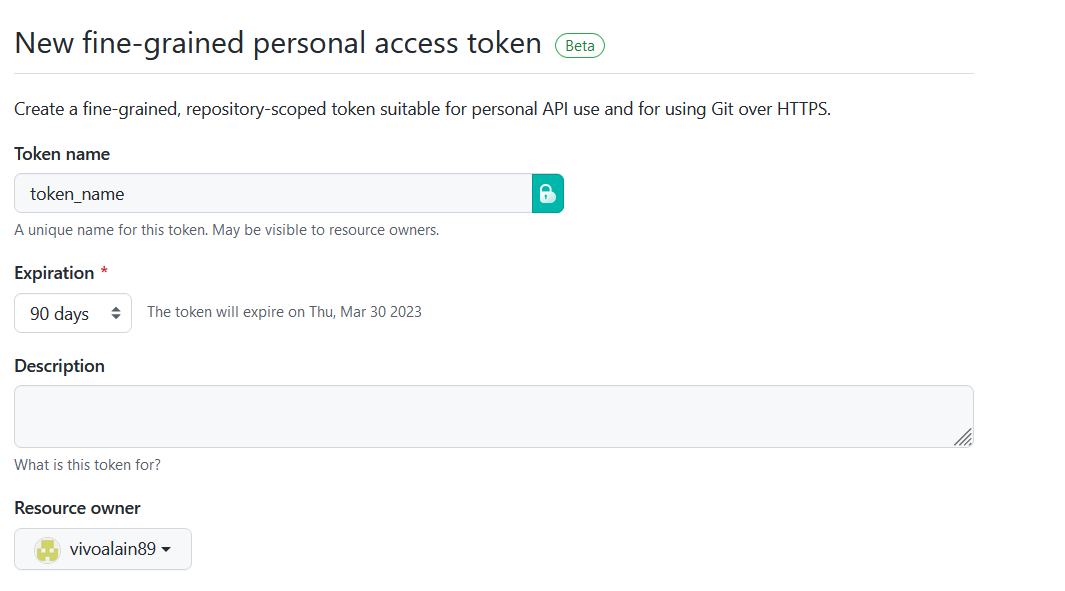 New fine-grained personal access token Beta
Create a fine-grained, repository-scoped token suitable for personal API use and for using Git over HTTPS.
Token name
token_name
A unique name for this token. May be visible to resource owners.
Expiration *
90 days The token will expire on Thu, Mar 30 2023
Description
What is this token for?
Resource owner
vivoalain89